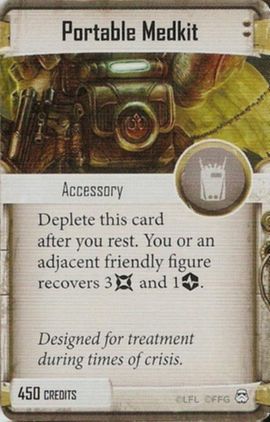 Portable Medkit
Accessory
Deplete this card
after you rest. You or an
adjacent friendly figure
recovers 3 and 1.
Designed for treatment
during times of crisis.
450 CREDITS
©LFL ©FFG